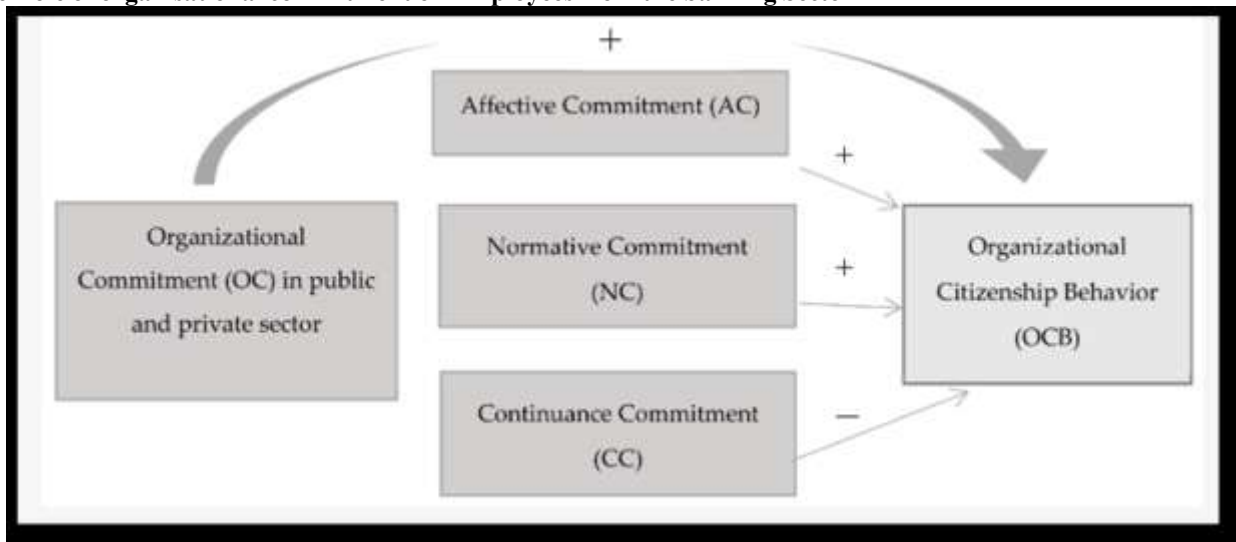 +
Affective Commitment (AC)
+
Organizational
Commitment (OC) in public
and private sector
Normative Commitment
(NC)
+
Organizational
Citizenship Behavior
(OCB)
Continuance Commitment
(CC)
—